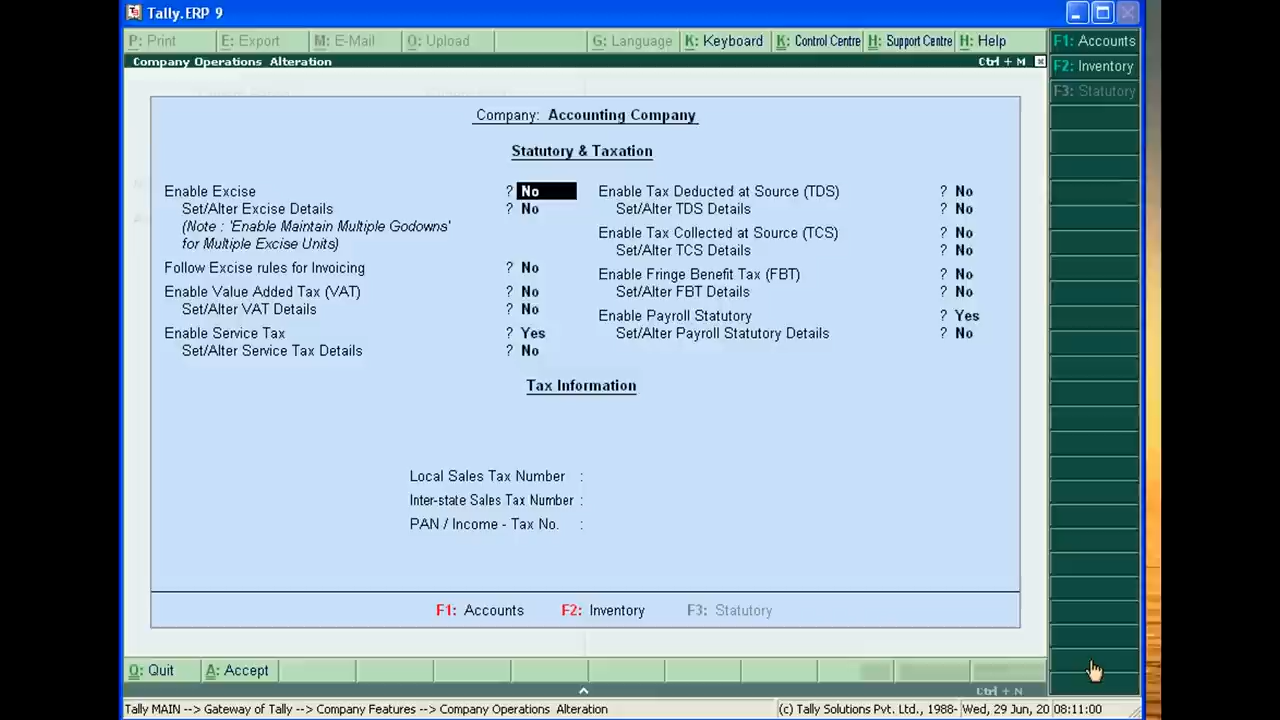 Tally.ERP 9
P: Print E: Export M: E-Mail O: Upload G: Language K: Keyboard K: Control Centre H: Support Centre H: Help
F1: Accounts
F2: Inventory
F3: Statutory
Company Operations Alteration Ctrl + M
Company: Accounting Company
Statutory & Taxation
Enable Excise ? No
Set/Alter Excise Details ? No
(Note : 'Enable Maintain Multiple Godowns'
for Multiple Excise Units)
Follow Excise rules for Invoicing ? No
Enable Value Added Tax (VAT) ? No
Set/Alter VAT Details ? No
Enable Service Tax ? Yes
Set/Alter Service Tax Details ? No
Enable Tax Deducted at Source (TDS) ? No
Set/Alter TDS Details ? No
Enable Tax Collected at Source (TCS) ? No
Set/Alter TCS Details ? No
Enable Fringe Benefit Tax (FBT) ? No
Set/Alter FBT Details ? No
Enable Payroll Statutory ? Yes
Set/Alter Payroll Statutory Details ? No
Tax Information
Local Sales Tax Number :
Inter-state Sales Tax Number :
PAN / Income - Tax No. :
F1: Accounts F2: Inventory F3: Statutory
Q: Quit A: Accept
Ctrl + N
Tally MAIN --> Gateway of Tally --> Company Features --> Company Operations Alteration (c) Tally Solutions Pvt. Ltd., 1988- Wed, 29 Jun, 20 08:11:00